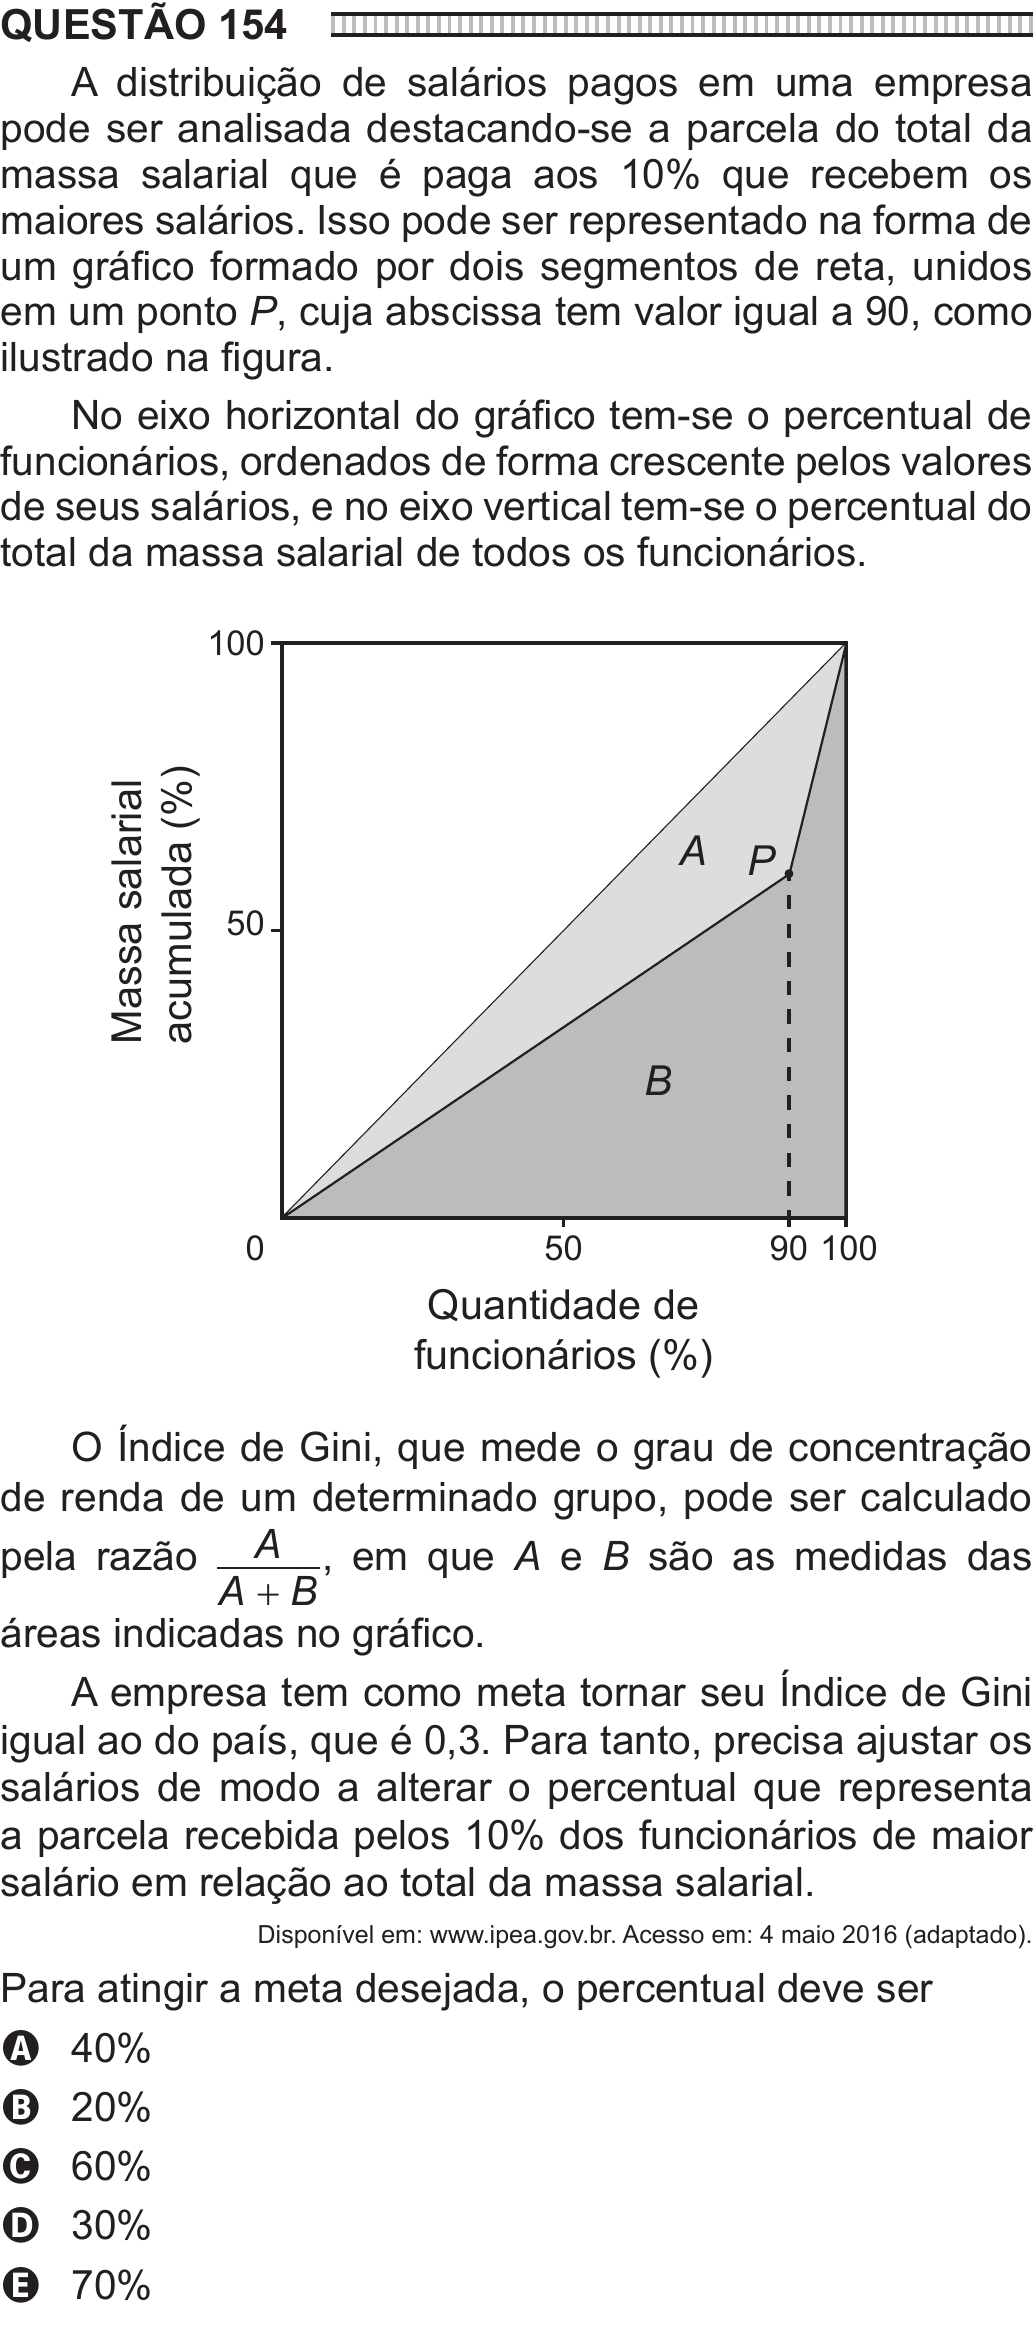 QUESTÃO 154
A distribuição de salários pagos em uma empresa
pode ser analisada destacando-se a parcela do total da
massa salarial que é paga aos 10% que recebem os
maiores salários. Isso pode ser representado na forma de
um gráfico formado por dois segmentos de reta, unidos
em um ponto P, cuja abscissa tem valor igual a 90, como
ilustrado na figura.
No eixo horizontal do gráfico tem-se o percentual de
funcionários, ordenados de forma crescente pelos valores
de seus salários, e no eixo vertical tem-se o percentual do
total da massa salarial de todos os funcionários.
100
Massa salarial
acumulada (%)
A P
50
B
0 50 90 100
Quantidade de
funcionários (%)
O Índice de Gini, que mede o grau de concentração
de renda de um determinado grupo, pode ser calculado
pela razão A / (A + B), em que A e B são as medidas das
áreas indicadas no gráfico.
A empresa tem como meta tornar seu Índice de Gini
igual ao do país, que é 0,3. Para tanto, precisa ajustar os
salários de modo a alterar o percentual que representa
a parcela recebida pelos 10% dos funcionários de maior
salário em relação ao total da massa salarial.
Disponível em: www.ipea.gov.br. Acesso em: 4 maio 2016 (adaptado).
Para atingir a meta desejada, o percentual deve ser
A 40%
B 20%
C 60%
D 30%
E 70%